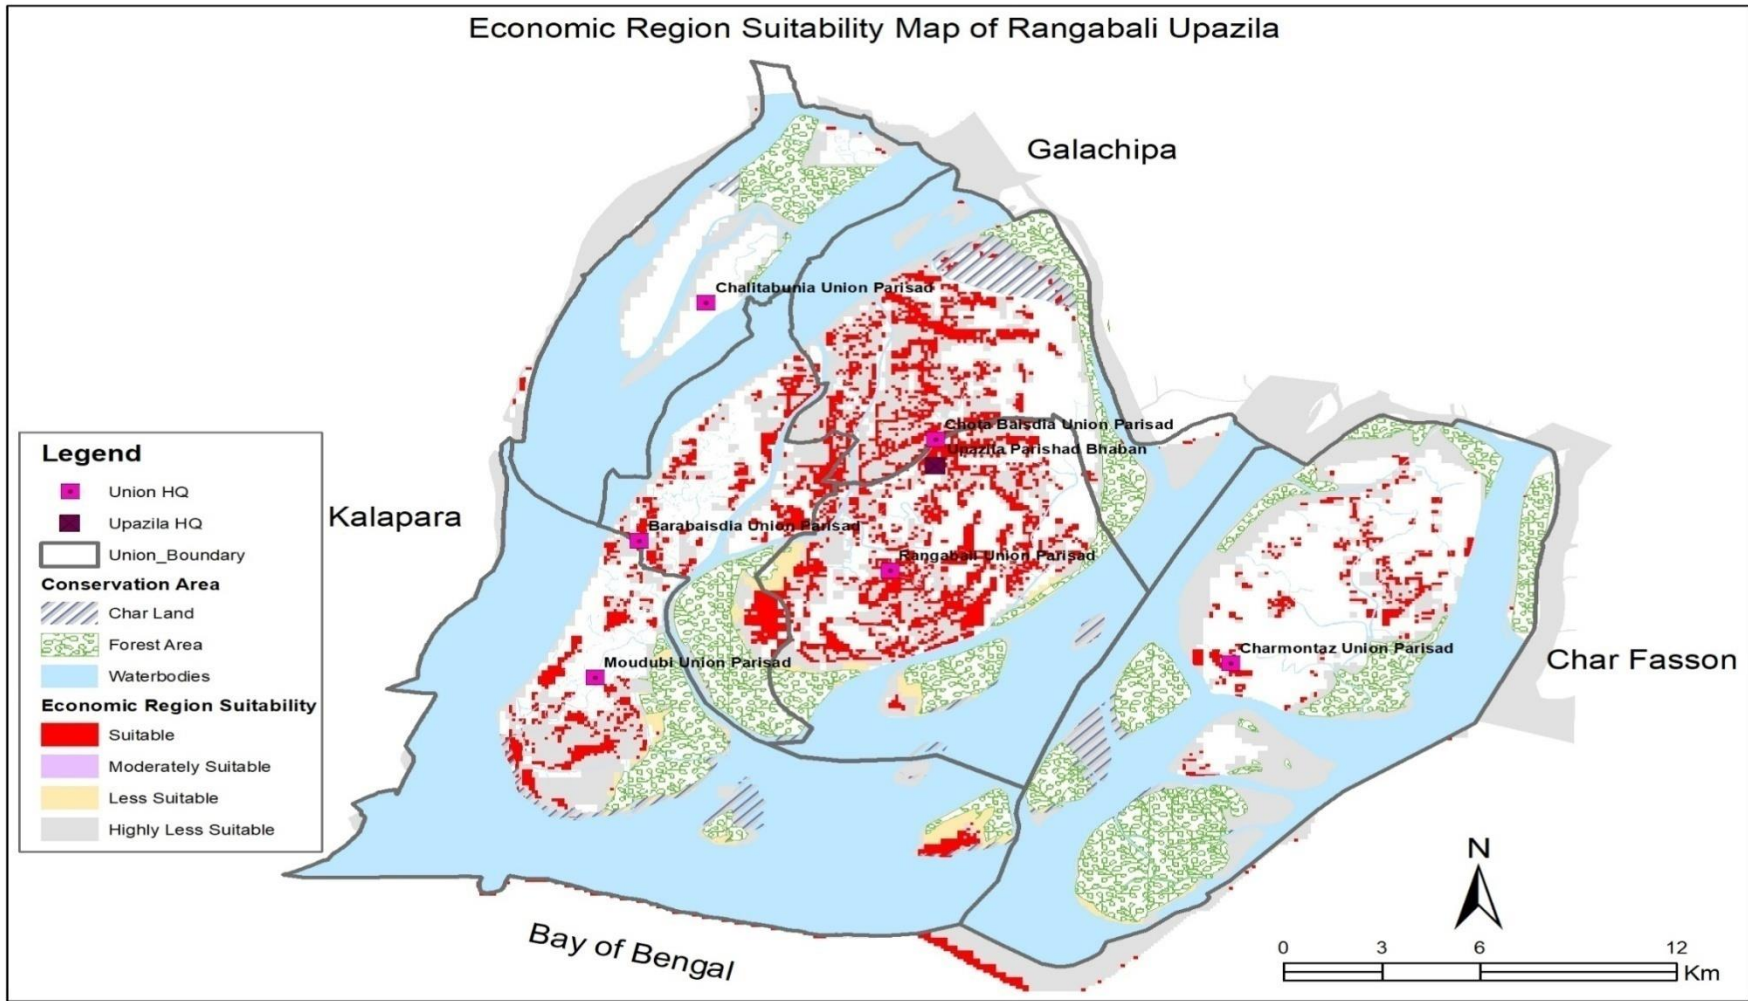 Economic Region Suitability Map of Rangabali Upazila
Galachipa
Chalitabunia Union Parisad
Chota Baisdia Union Parisad
Upazila Parishad Bhaban
Legend
Union HQ
Upazila HQ
Union_Boundary
Conservation Area
Char Land
Forest Area
Waterbodies
Economic Region Suitability
Suitable
Moderately Suitable
Less Suitable
Highly Less Suitable
Kalapara
Barabaisdia Union Parisad
Rangabali Union Parisad
Moudubi Union Parisad
Charmontaz Union Parisad
Char Fasson
Bay of Bengal
N
0 3 6 12
Km